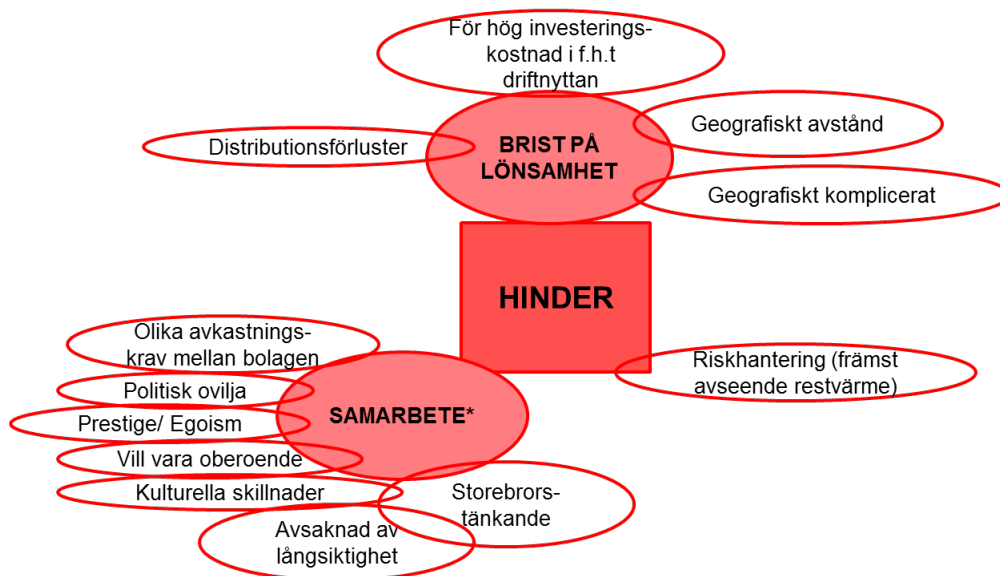 För hög investerings-
kostnad i f.h.t
driftnyttan
Distributionsförluster
BRIST PÅ
LÖNSAMHET
Geografiskt avstånd
Geografiskt komplicerat
HINDER
Olika avkastnings-
krav mellan bolagen
Politisk ovilja
Prestige/ Egoism
Vill vara oberoende
Kulturella skillnader
Avsaknad av
långsiktighet
SAMARBETE*
Storebrors-
tänkande
Riskhantering (främst
avseende restvärme)